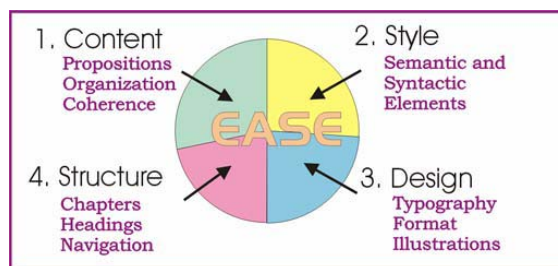 1. Content
Propositions
Organization
Coherence
2. Style
Semantic and
Syntactic
Elements
EASE
4. Structure
Chapters
Headings
Navigation
3. Design
Typography
Format
Illustrations